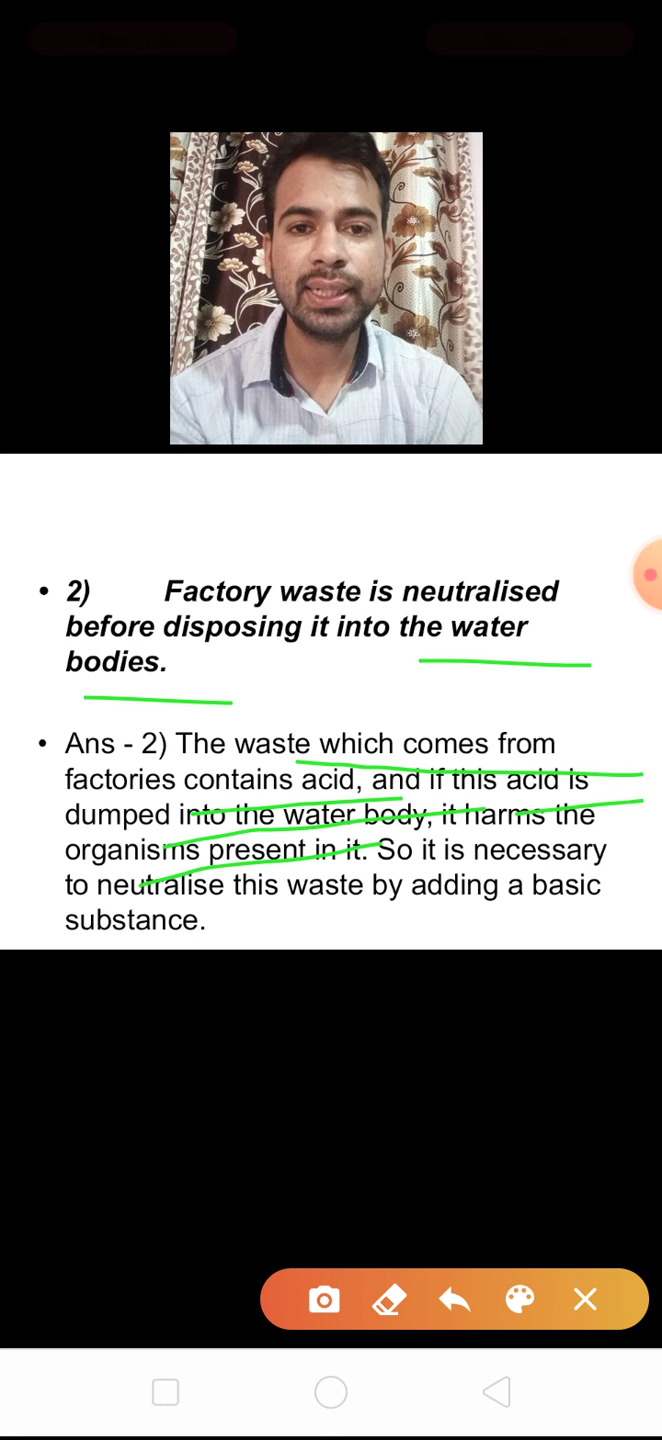 • 2) Factory waste is neutralised
before disposing it into the water
bodies.
• Ans - 2) The waste which comes from
factories contains acid, and if this acid is
dumped into the water body, it harms the
organisms present in it. So it is necessary
to neutralise this waste by adding a basic
substance.